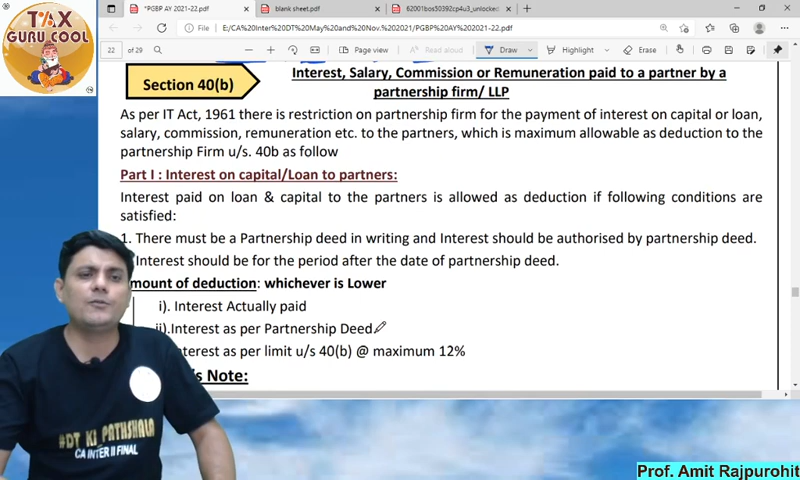 TAX
GURU COOL
*PGBP AY 2021-22.pdf
blank sheet.pdf
62001bos50392cp4u3_unlocked
File
E:/CA%20Inter%20DT%20May%20and%20Nov.%202021/PGBP%20AY%202021-22.pdf
22 of 29
Page view
Read aloud
Draw
Highlight
Erase
Section 40(b)
Interest, Salary, Commission or Remuneration paid to a partner by a
partnership firm/ LLP
As per IT Act, 1961 there is restriction on partnership firm for the payment of interest on capital or loan,
salary, commission, remuneration etc. to the partners, which is maximum allowable as deduction to the
partnership Firm u/s. 40b as follow
Part I : Interest on capital/Loan to partners:
Interest paid on loan & capital to the partners is allowed as deduction if following conditions are
satisfied:
1. There must be a Partnership deed in writing and Interest should be authorised by partnership deed.
Interest should be for the period after the date of partnership deed.
mount of deduction: whichever is Lower
i). Interest Actually paid
ii).Interest as per Partnership Deed
nterest as per limit u/s 40(b) @ maximum 12%
's Note:
#DT KI PATHSHALA
CA INTER II FINAL
Prof. Amit Rajpurohit